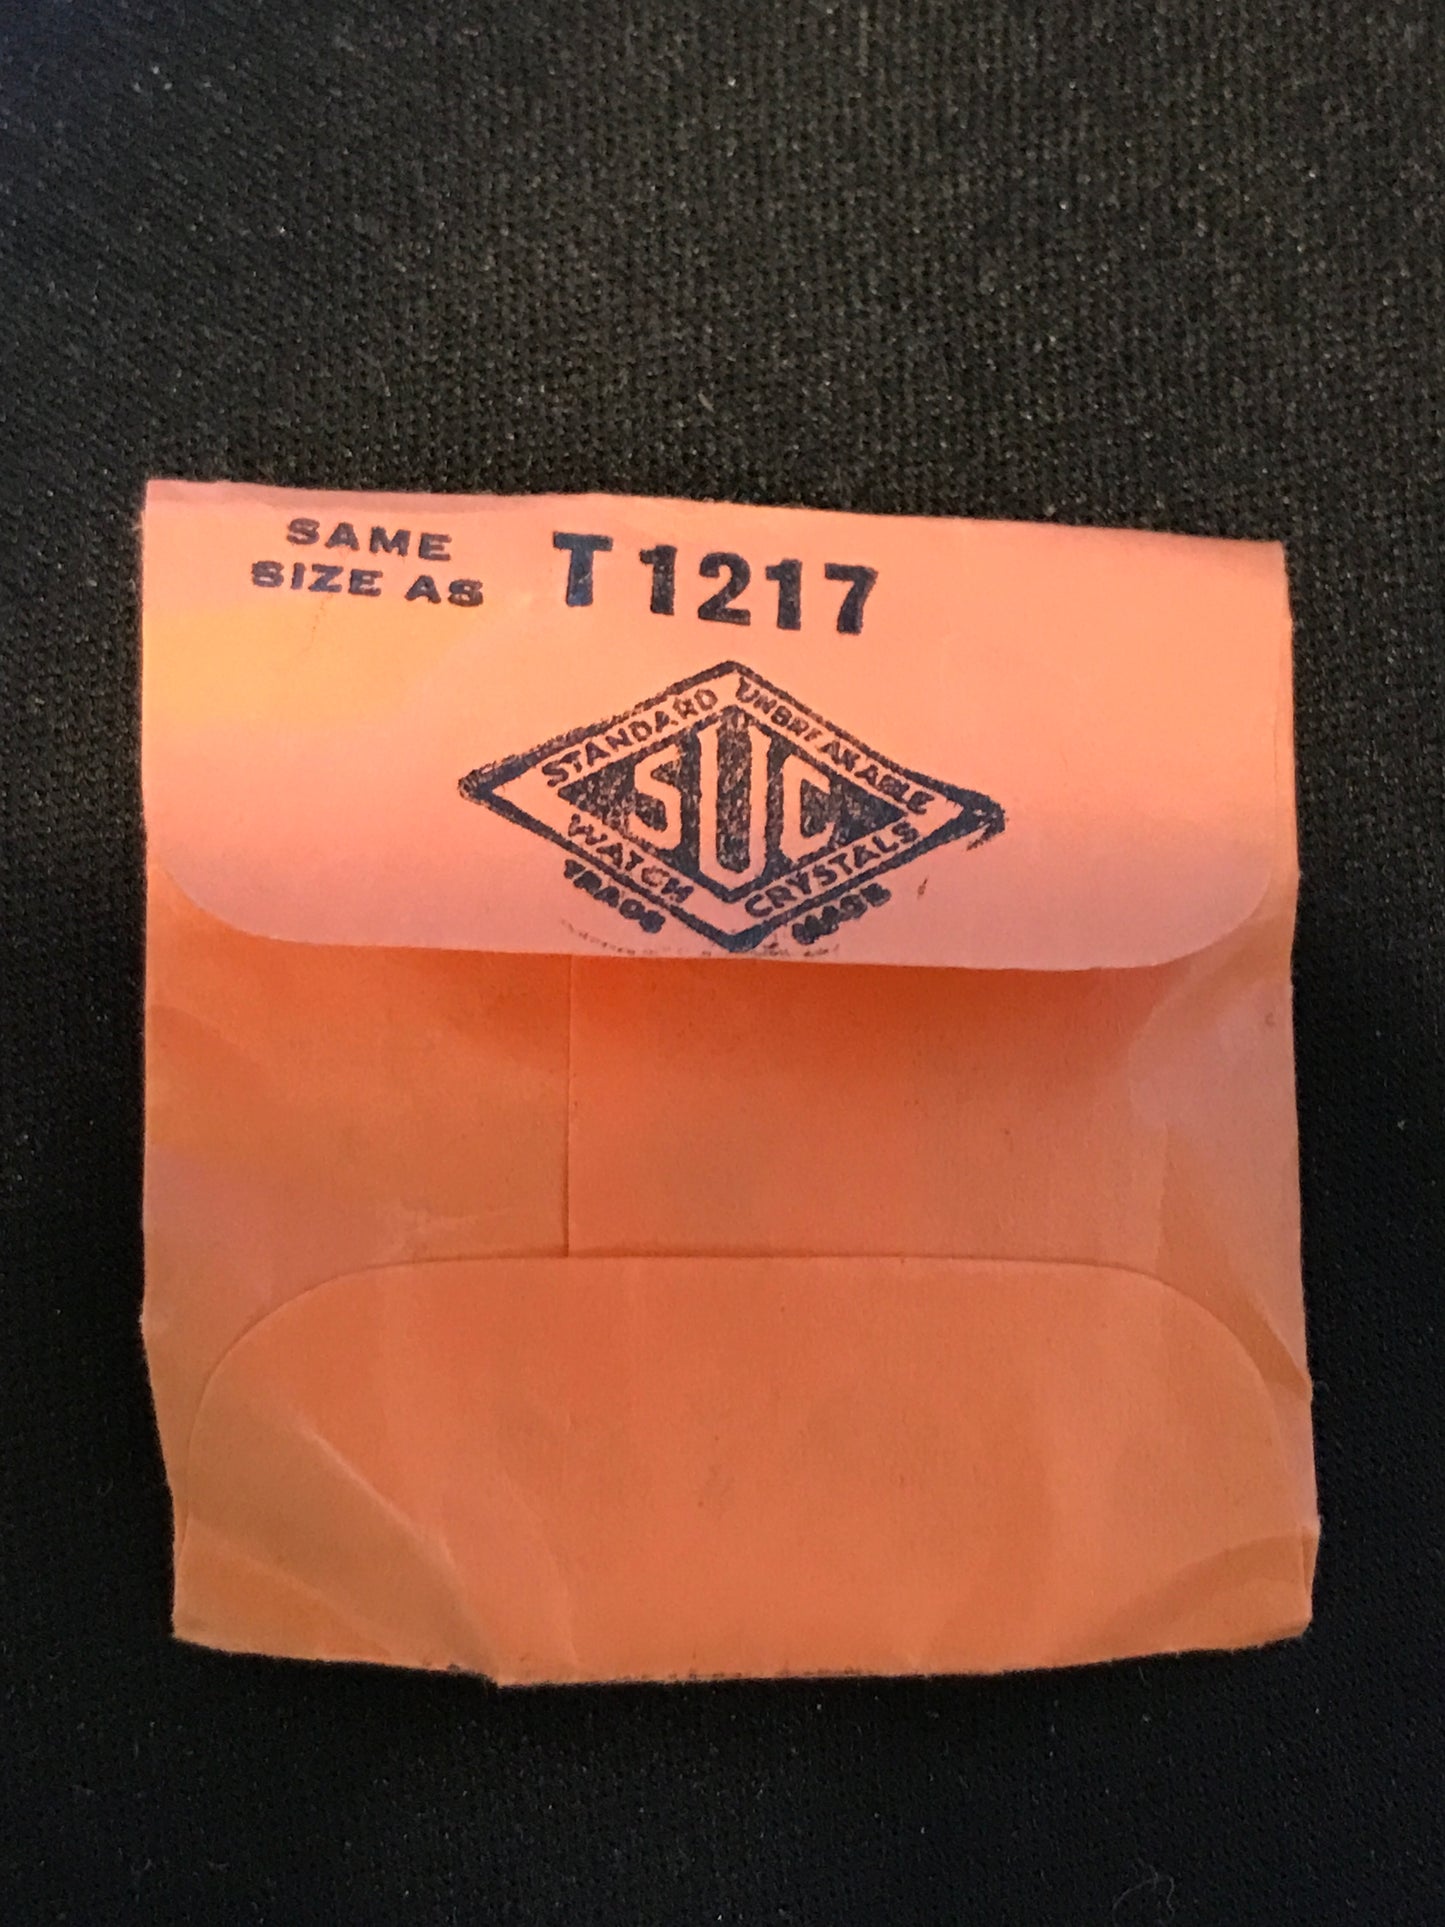 SAME
SIZE AS
T1217
STANDARD UNBREAKABLE
SUC
WATCH CRYSTALS
TRADE MARK